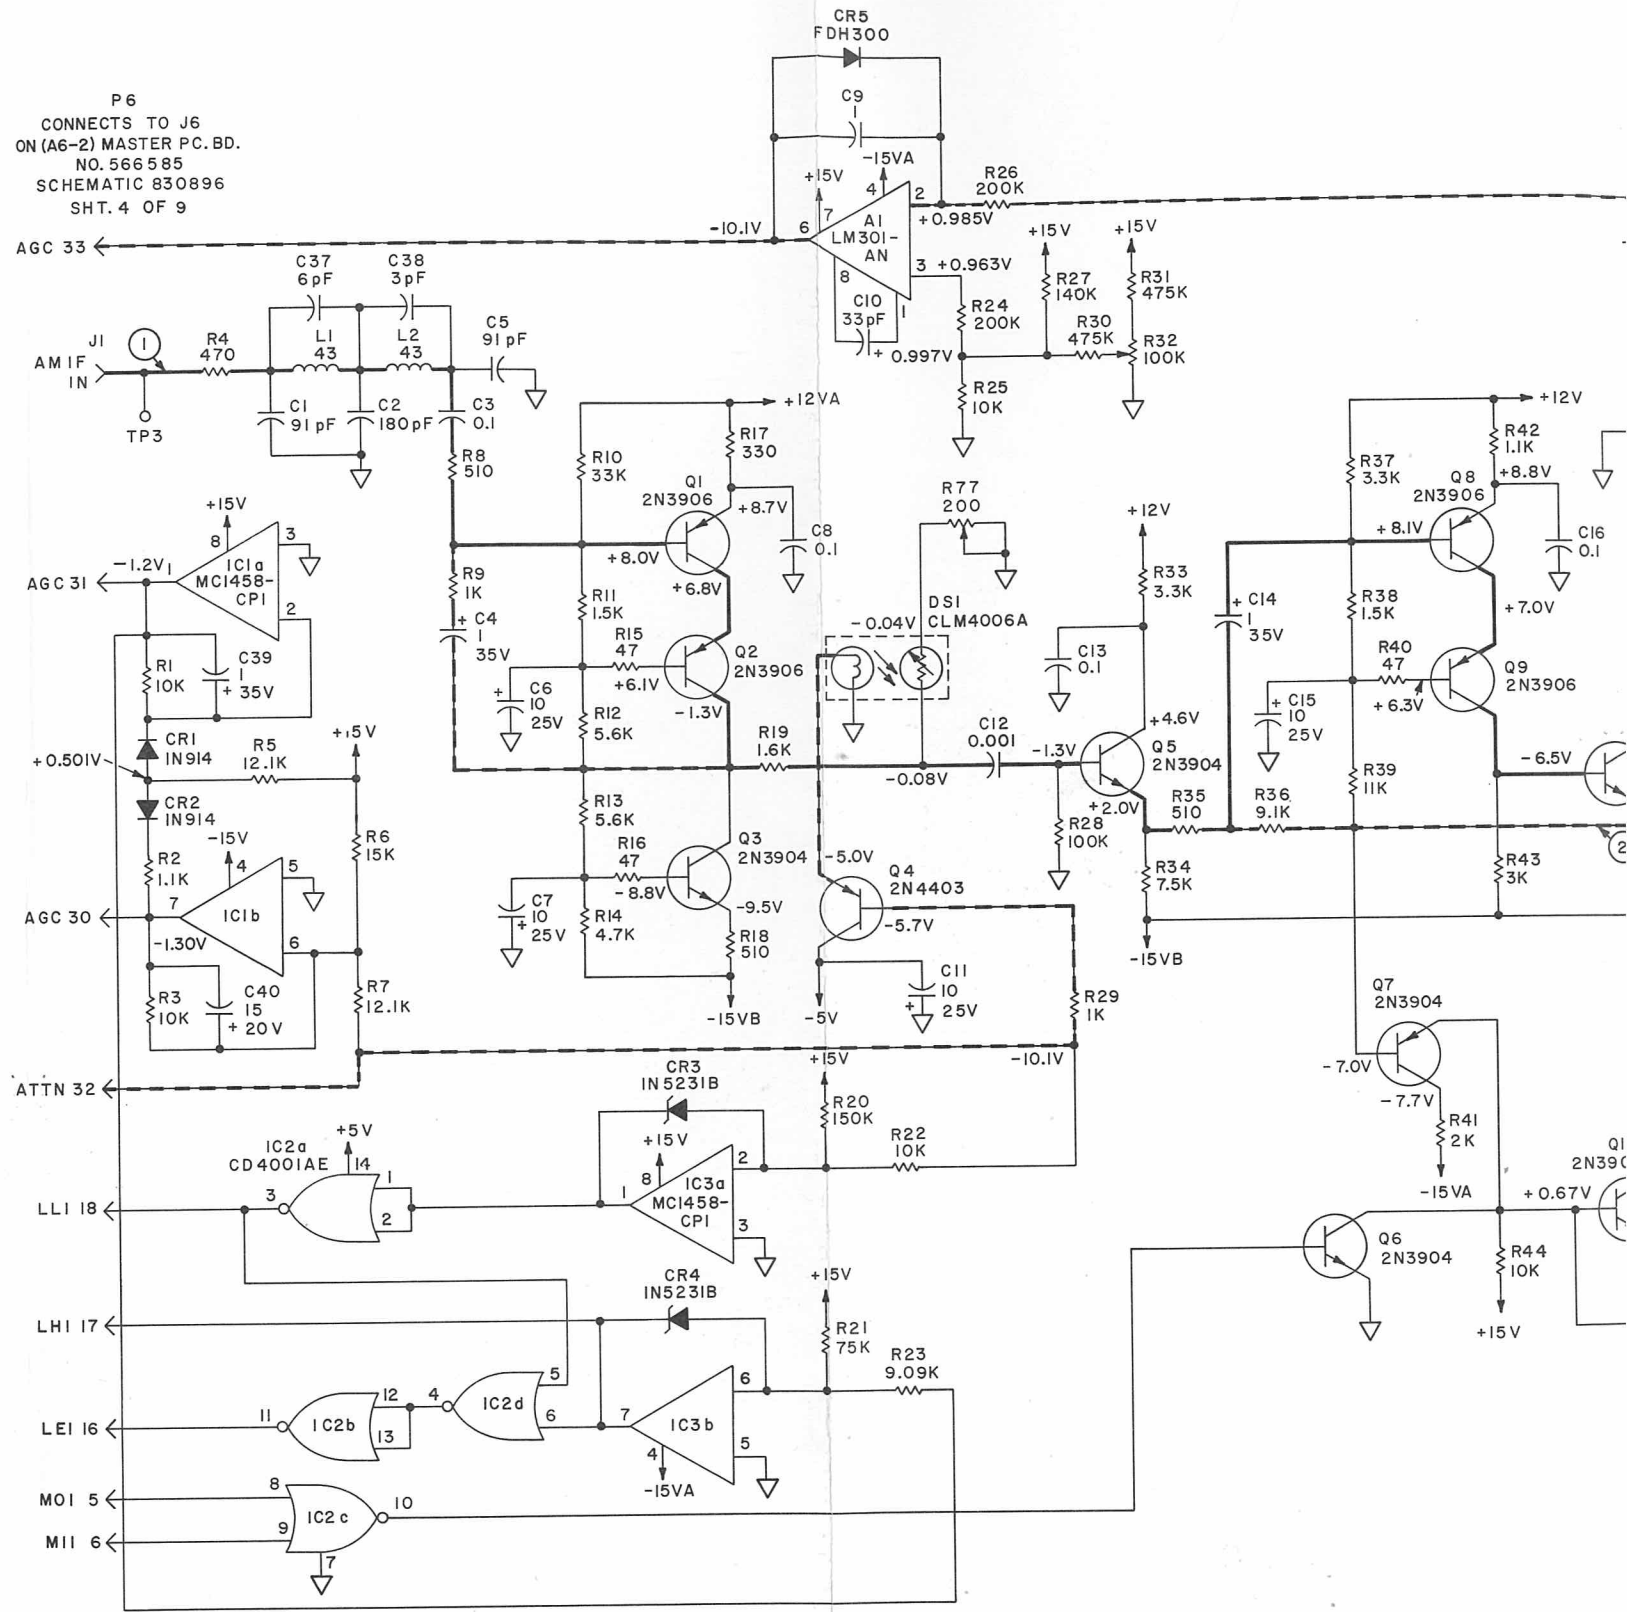 CR5
FDH300
C9
1
P6
CONNECTS TO J6
ON (A6-2) MASTER PC. BD.
NO. 566585
SCHEMATIC 830896
SHT. 4 OF 9
-15VA
+15V
4
2
R26
200K
7
A1
LM301-
AN
+0.985V
AGC 33
-10.1V
6
8
3
+0.963V
1
C10
33pF
+
0.997V
+15V
+15V
R27
140K
R31
475K
R24
200K
R30
475K
R32
100K
R25
10K
C37
6pF
C38
3pF
J1
1
AM IF
IN
R4
470
L1
43
L2
43
C5
91pF
TP3
C1
91pF
C2
180pF
C3
0.1
R8
510
+12VA
R17
330
R10
33K
Q1
2N3906
+8.7V
C8
0.1
+8.0V
+6.8V
R77
200
+12V
R42
1.1K
R37
3.3K
+8.8V
Q8
2N3906
+8.1V
C16
0.1
+7.0V
+15V
8
3
AGC 31
-1.2V
1
IC1a
MC1458-
CP1
2
R9
1K
+
C4
1
35V
R11
1.5K
R15
47
Q2
2N3906
+6.1V
-1.3V
+
C6
10
25V
R12
5.6K
-0.04V
DS1
CLM4006A
+12V
R33
3.3K
C13
0.1
+
C14
1
35V
R38
1.5K
R40
47
Q9
2N3906
+6.3V
+
C15
10
25V
R1
10K
C39
1
+ 35V
CR1
IN914
R5
12.1K
+15V
+0.501V
R19
1.6K
C12
0.001
-1.3V
-0.08V
+4.6V
Q5
2N3904
+2.0V
R39
11K
-6.5V
CR2
IN914
-15V
R6
15K
R2
1.1K
4
5
R13
5.6K
R16
47
Q3
2N3904
-8.8V
-9.5V
R28
100K
R35
510
R36
9.1K
R34
7.5K
R43
3K
2
AGC 30
7
IC1b
-1.30V
6
C7
10
+
25V
R14
4.7K
R18
510
-5.0V
Q4
2N4403
-5.7V
-15VB
R3
10K
C40
15
+ 20V
R7
12.1K
-15VB
-5V
C11
10
+
25V
R29
1K
Q7
2N3904
-7.0V
-7.7V
R41
2K
-15VA
ATTN 32
+15V
-10.1V
CR3
IN5231B
R20
150K
R22
10K
+15V
IC2a
CD4001AE
+5V
14
1
3
2
LL1 18
8
2
IC3a
MC1458-
CP1
1
3
+0.67V
Q1
2N390
Q6
2N3904
R44
10K
+15V
CR4
IN5231B
+15V
R21
75K
R23
9.09K
LH1 17
LE1 16
11
IC2b
12
13
4
IC2d
5
6
7
IC3b
6
5
4
-15VA
MO1 5
8
IC2c
10
MI1 6
9
7